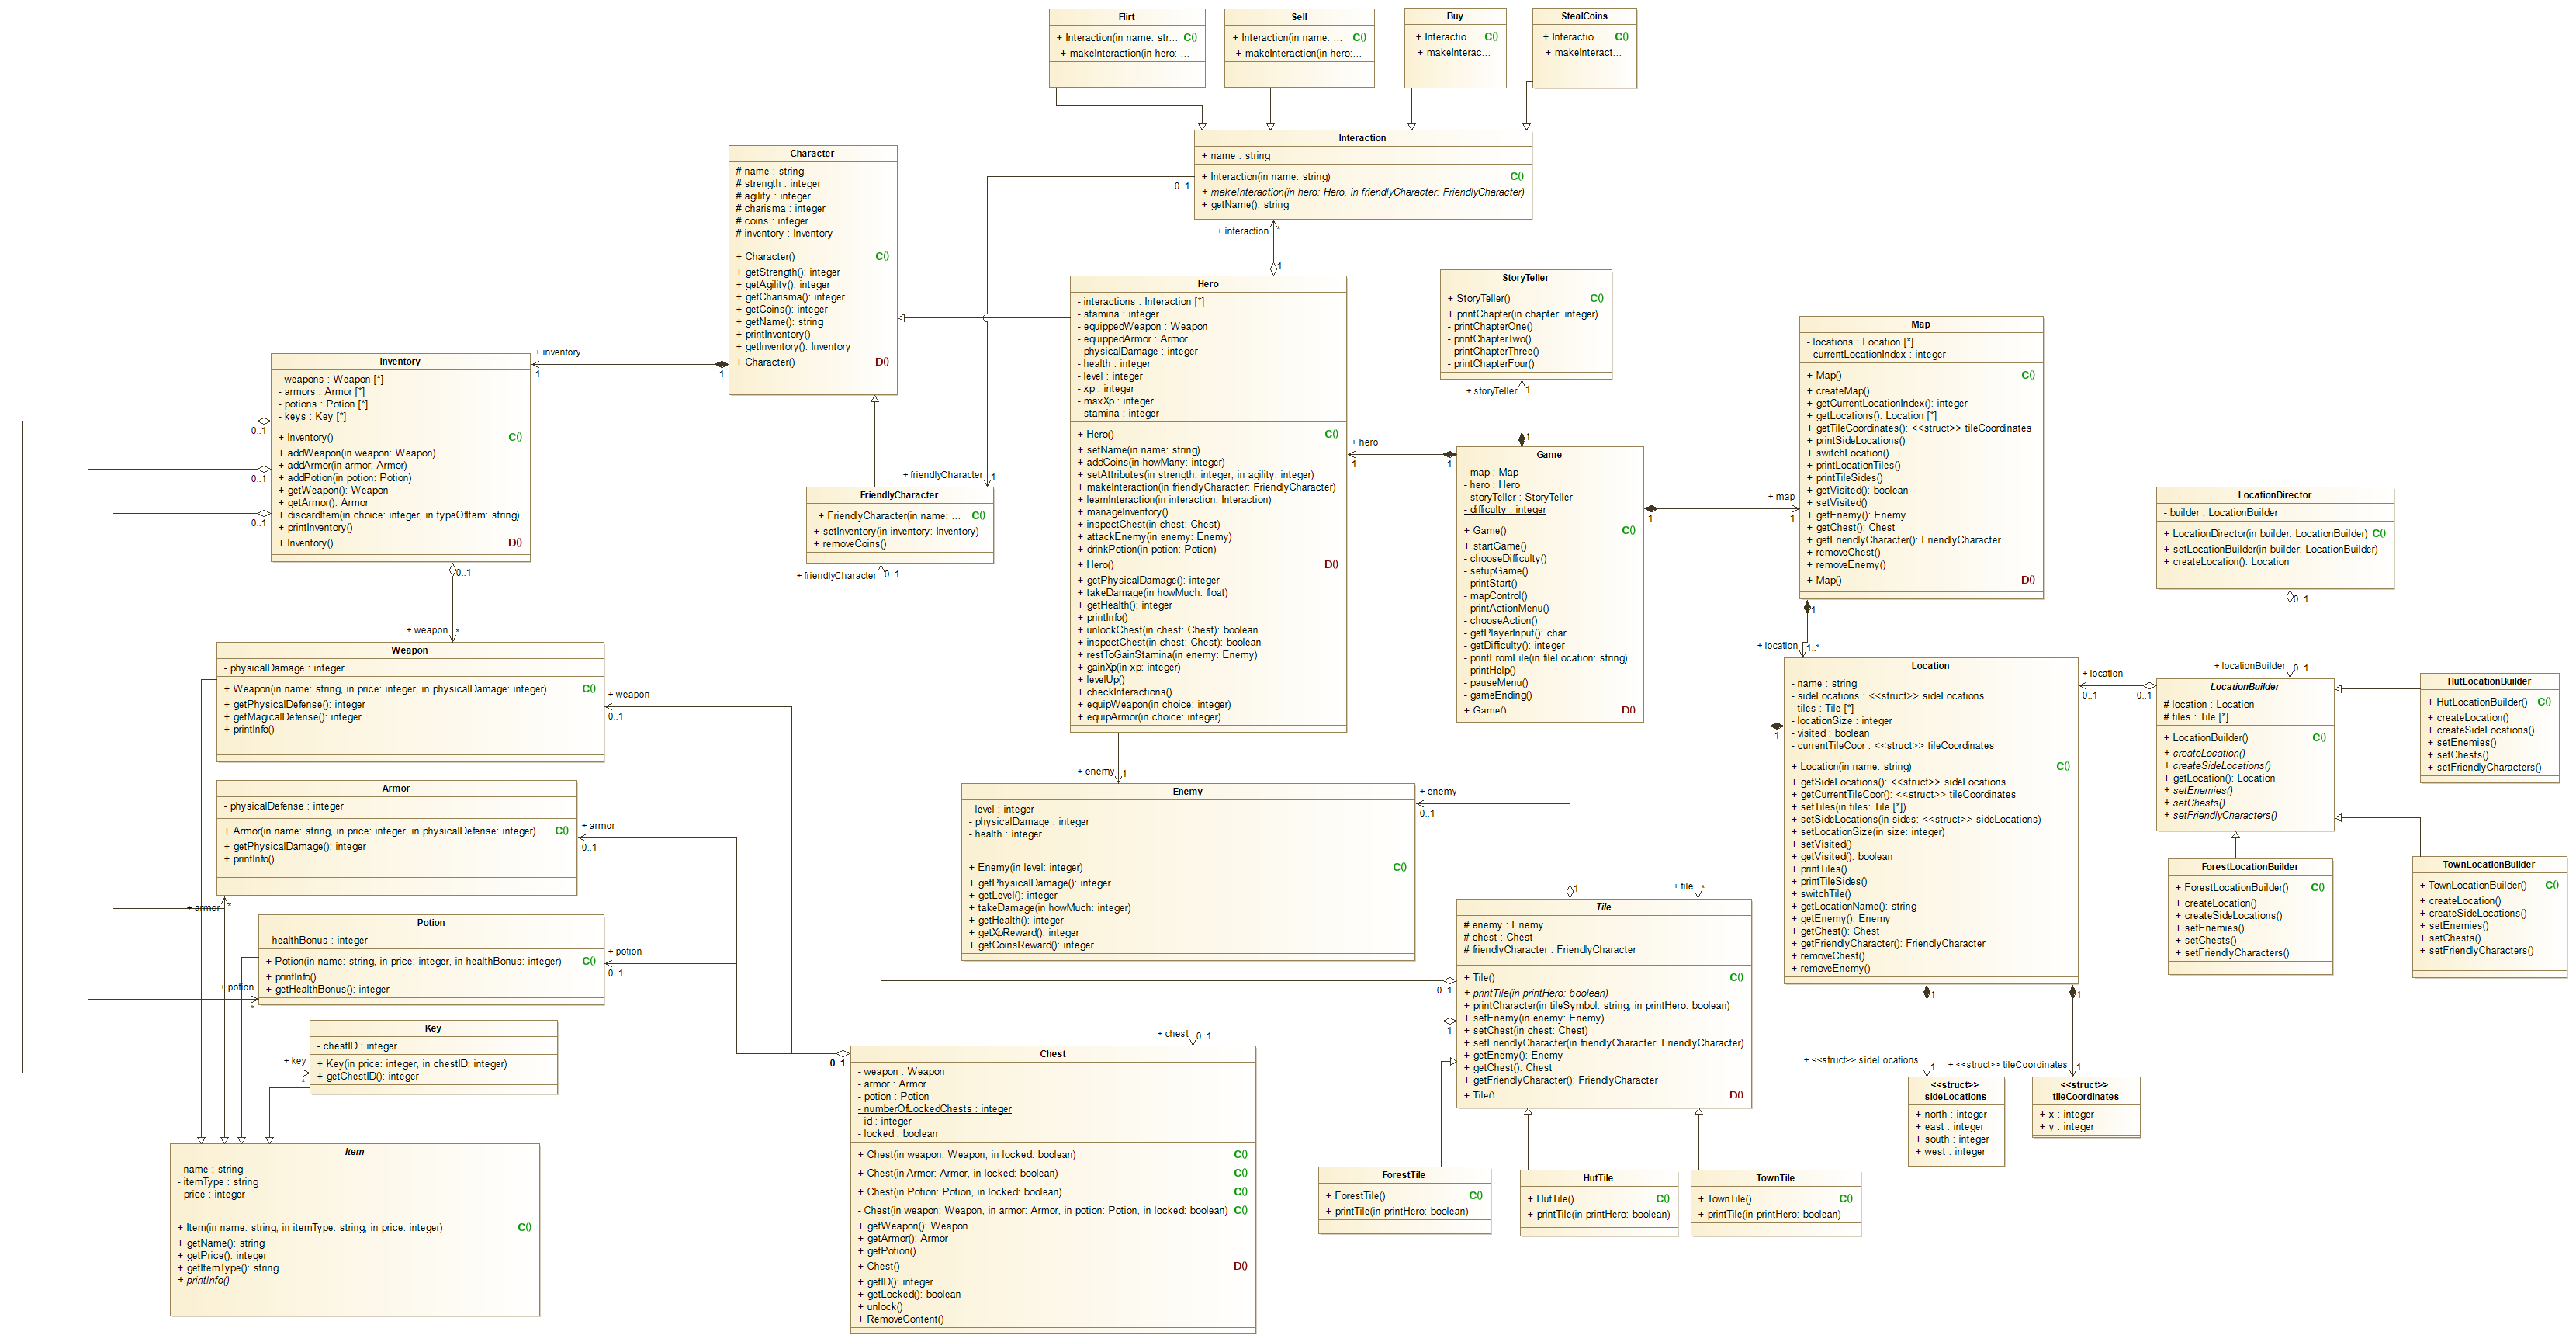 Flirt
+ Interaction(in name: str... C()
+ makeInteraction(in hero: ...
Sell
+ Interaction(in name: ... C()
+ makeInteraction(in hero:...
Buy
+ Interactio... C()
+ makeInterac...
StealCoins
+ Interactio... C()
+ makeInteract...
Interaction
+ name : string
+ Interaction(in name: string) C()
+ makeInteraction(in hero: Hero, in friendlyCharacter: FriendlyCharacter)
+ getName(): string
0..1
+ interaction
*
1
Character
# name : string
# strength : integer
# agility : integer
# charisma : integer
# coins : integer
# inventory : Inventory
+ Character() C()
+ getStrength(): integer
+ getAgility(): integer
+ getCharisma(): integer
+ getCoins(): integer
+ getName(): string
+ printInventory()
+ getInventory(): Inventory
+ Character() D()
+ inventory
1
1
Hero
- interactions : Interaction [*]
- stamina : integer
- equippedWeapon : Weapon
- equippedArmor : Armor
- physicalDamage : integer
- health : integer
- level : integer
- xp : integer
- maxXp : integer
- stamina : integer
+ Hero() C()
+ setName(in name: string)
+ addCoins(in howMany: integer)
+ setAttributes(in strength: integer, in agility: integer)
+ makeInteraction(in friendlyCharacter: FriendlyCharacter)
+ learnInteraction(in interaction: Interaction)
+ manageInventory()
+ inspectChest(in chest: Chest)
+ attackEnemy(in enemy: Enemy)
+ drinkPotion(in potion: Potion)
+ Hero() D()
+ getPhysicalDamage(): integer
+ takeDamage(in howMuch: float)
+ getHealth(): integer
+ printInfo()
+ unlockChest(in chest: Chest): boolean
+ inspectChest(in chest: Chest): boolean
+ restToGainStamina(in enemy: Enemy)
+ gainXp(in xp: integer)
+ levelUp()
+ checkInteractions()
+ equipWeapon(in choice: integer)
+ equipArmor(in choice: integer)
StoryTeller
+ StoryTeller() C()
+ printChapter(in chapter: integer)
- printChapterOne()
- printChapterTwo()
- printChapterThree()
- printChapterFour()
+ storyTeller
1
1
Game
- map : Map
- hero : Hero
- storyTeller : StoryTeller
- difficulty : integer
+ Game() C()
+ startGame()
- chooseDifficulty()
- setupGame()
- printStart()
- mapControl()
- printActionMenu()
- chooseAction()
- getPlayerInput(): char
- getDifficulty(): integer
- printFromFile(in fileLocation: string)
- printHelp()
- pauseMenu()
- gameEnding()
+ Game() D()
+ hero
1
1
+ map
1
1
Map
- locations : Location [*]
- currentLocationIndex : integer
+ Map() C()
+ createMap()
+ getCurrentLocationIndex(): integer
+ getLocations(): Location [*]
+ getTileCoordinates(): <<struct>> tileCoordinates
+ printSideLocations()
+ switchLocation()
+ printLocationTiles()
+ printTileSides()
+ getVisited(): boolean
+ setVisited()
+ getEnemy(): Enemy
+ getChest(): Chest
+ getFriendlyCharacter(): FriendlyCharacter
+ removeChest()
+ removeEnemy()
+ Map() D()
1
+ location
1..*
LocationDirector
- builder : LocationBuilder
+ LocationDirector(in builder: LocationBuilder) C()
+ setLocationBuilder(in builder: LocationBuilder)
+ createLocation(): Location
0..1
+ locationBuilder
0..1
Inventory
- weapons : Weapon [*]
- armors : Armor [*]
- potions : Potion [*]
- keys : Key [*]
+ Inventory() C()
+ addWeapon(in weapon: Weapon)
+ addArmor(in armor: Armor)
+ addPotion(in potion: Potion)
+ getWeapon(): Weapon
+ getArmor(): Armor
+ discardItem(in choice: integer, in typeOfItem: string)
+ printInventory()
+ Inventory() D()
0..1
0..1
0..1
0..1
+ weapon
*
FriendlyCharacter
+ FriendlyCharacter(in name: ... C()
+ setInventory(in inventory: Inventory)
+ removeCoins()
+ friendlyCharacter
1
+ friendlyCharacter
0..1
Weapon
- physicalDamage : integer
+ Weapon(in name: string, in price: integer, in physicalDamage: integer) C()
+ getPhysicalDefense(): integer
+ getMagicalDefense(): integer
+ printInfo()
+ weapon
0..1
Armor
- physicalDefense : integer
+ Armor(in name: string, in price: integer, in physicalDefense: integer) C()
+ getPhysicalDamage(): integer
+ printInfo()
+ armor
0..1
+ armor
*
Potion
- healthBonus : integer
+ Potion(in name: string, in price: integer, in healthBonus: integer) C()
+ printInfo()
+ getHealthBonus(): integer
+ potion
0..1
+ potion
*
Key
- chestID : integer
+ Key(in price: integer, in chestID: integer)
+ getChestID(): integer
+ key
*
Item
- name : string
- itemType : string
- price : integer
+ Item(in name: string, in itemType: string, in price: integer) C()
+ getName(): string
+ getPrice(): integer
+ getItemType(): string
+ printInfo()
Enemy
- level : integer
- physicalDamage : integer
- health : integer
+ Enemy(in level: integer) C()
+ getPhysicalDamage(): integer
+ getLevel(): integer
+ takeDamage(in howMuch: integer)
+ getHealth(): integer
+ getXpReward(): integer
+ getCoinsReward(): integer
+ enemy
1
+ enemy
0..1
1
Chest
- weapon : Weapon
- armor : Armor
- potion : Potion
- numberOfLockedChests : integer
- id : integer
- locked : boolean
+ Chest(in weapon: Weapon, in locked: boolean) C()
+ Chest(in Armor: Armor, in locked: boolean) C()
+ Chest(in Potion: Potion, in locked: boolean) C()
- Chest(in weapon: Weapon, in armor: Armor, in potion: Potion, in locked: boolean) C()
+ getWeapon(): Weapon
+ getArmor(): Armor
+ getPotion()
+ Chest() D()
+ getID(): integer
+ getLocked(): boolean
+ unlock()
+ RemoveContent()
0..1
+ chest
0..1
1
0..1
Tile
# enemy : Enemy
# chest : Chest
# friendlyCharacter : FriendlyCharacter
+ Tile() C()
+ printTile(in printHero: boolean)
+ printCharacter(in tileSymbol: string, in printHero: boolean)
+ setEnemy(in enemy: Enemy)
+ setChest(in chest: Chest)
+ setFriendlyCharacter(in friendlyCharacter: FriendlyCharacter)
+ getEnemy(): Enemy
+ getChest(): Chest
+ getFriendlyCharacter(): FriendlyCharacter
+ Tile() D()
+ tile
*
1
ForestTile
+ ForestTile() C()
+ printTile(in printHero: boolean)
HutTile
+ HutTile() C()
+ printTile(in printHero: boolean)
TownTile
+ TownTile() C()
+ printTile(in printHero: boolean)
Location
- name : string
- sideLocations : <<struct>> sideLocations
- tiles : Tile [*]
- locationSize : integer
- visited : boolean
- currentTileCoor : <<struct>> tileCoordinates
+ Location(in name: string) C()
+ getSideLocations(): <<struct>> sideLocations
+ getCurrentTileCoor(): <<struct>> tileCoordinates
+ setTiles(in tiles: Tile [*])
+ setSideLocations(in sides: <<struct>> sideLocations)
+ setLocationSize(in size: integer)
+ setVisited()
+ getVisited(): boolean
+ printTiles()
+ printTileSides()
+ switchTile()
+ getLocationName(): string
+ getEnemy(): Enemy
+ getChest(): Chest
+ getFriendlyCharacter(): FriendlyCharacter
+ removeChest()
+ removeEnemy()
+ location
0..1
0..1
LocationBuilder
# location : Location
# tiles : Tile [*]
+ LocationBuilder() C()
+ createLocation()
+ createSideLocations()
+ getLocation(): Location
+ setEnemies()
+ setChests()
+ setFriendlyCharacters()
HutLocationBuilder
+ HutLocationBuilder() C()
+ createLocation()
+ createSideLocations()
+ setEnemies()
+ setChests()
+ setFriendlyCharacters()
ForestLocationBuilder
+ ForestLocationBuilder() C()
+ createLocation()
+ createSideLocations()
+ setEnemies()
+ setChests()
+ setFriendlyCharacters()
TownLocationBuilder
+ TownLocationBuilder() C()
+ createLocation()
+ createSideLocations()
+ setEnemies()
+ setChests()
+ setFriendlyCharacters()
1
1
+ <<struct>> sideLocations
1
+ <<struct>> tileCoordinates
1
<<struct>>
sideLocations
+ north : integer
+ east : integer
+ south : integer
+ west : integer
<<struct>>
tileCoordinates
+ x : integer
+ y : integer